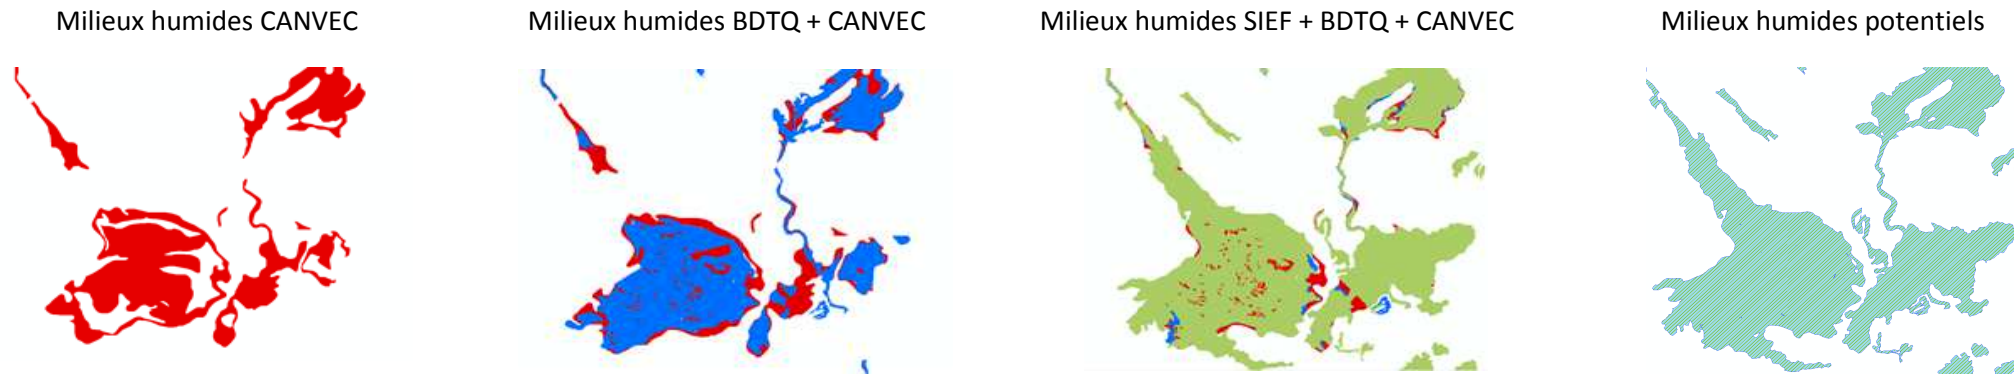 Milieux humides CANVEC
Milieux humides BDTQ + CANVEC
Milieux humides SIEF + BDTQ + CANVEC
Milieux humides potentiels